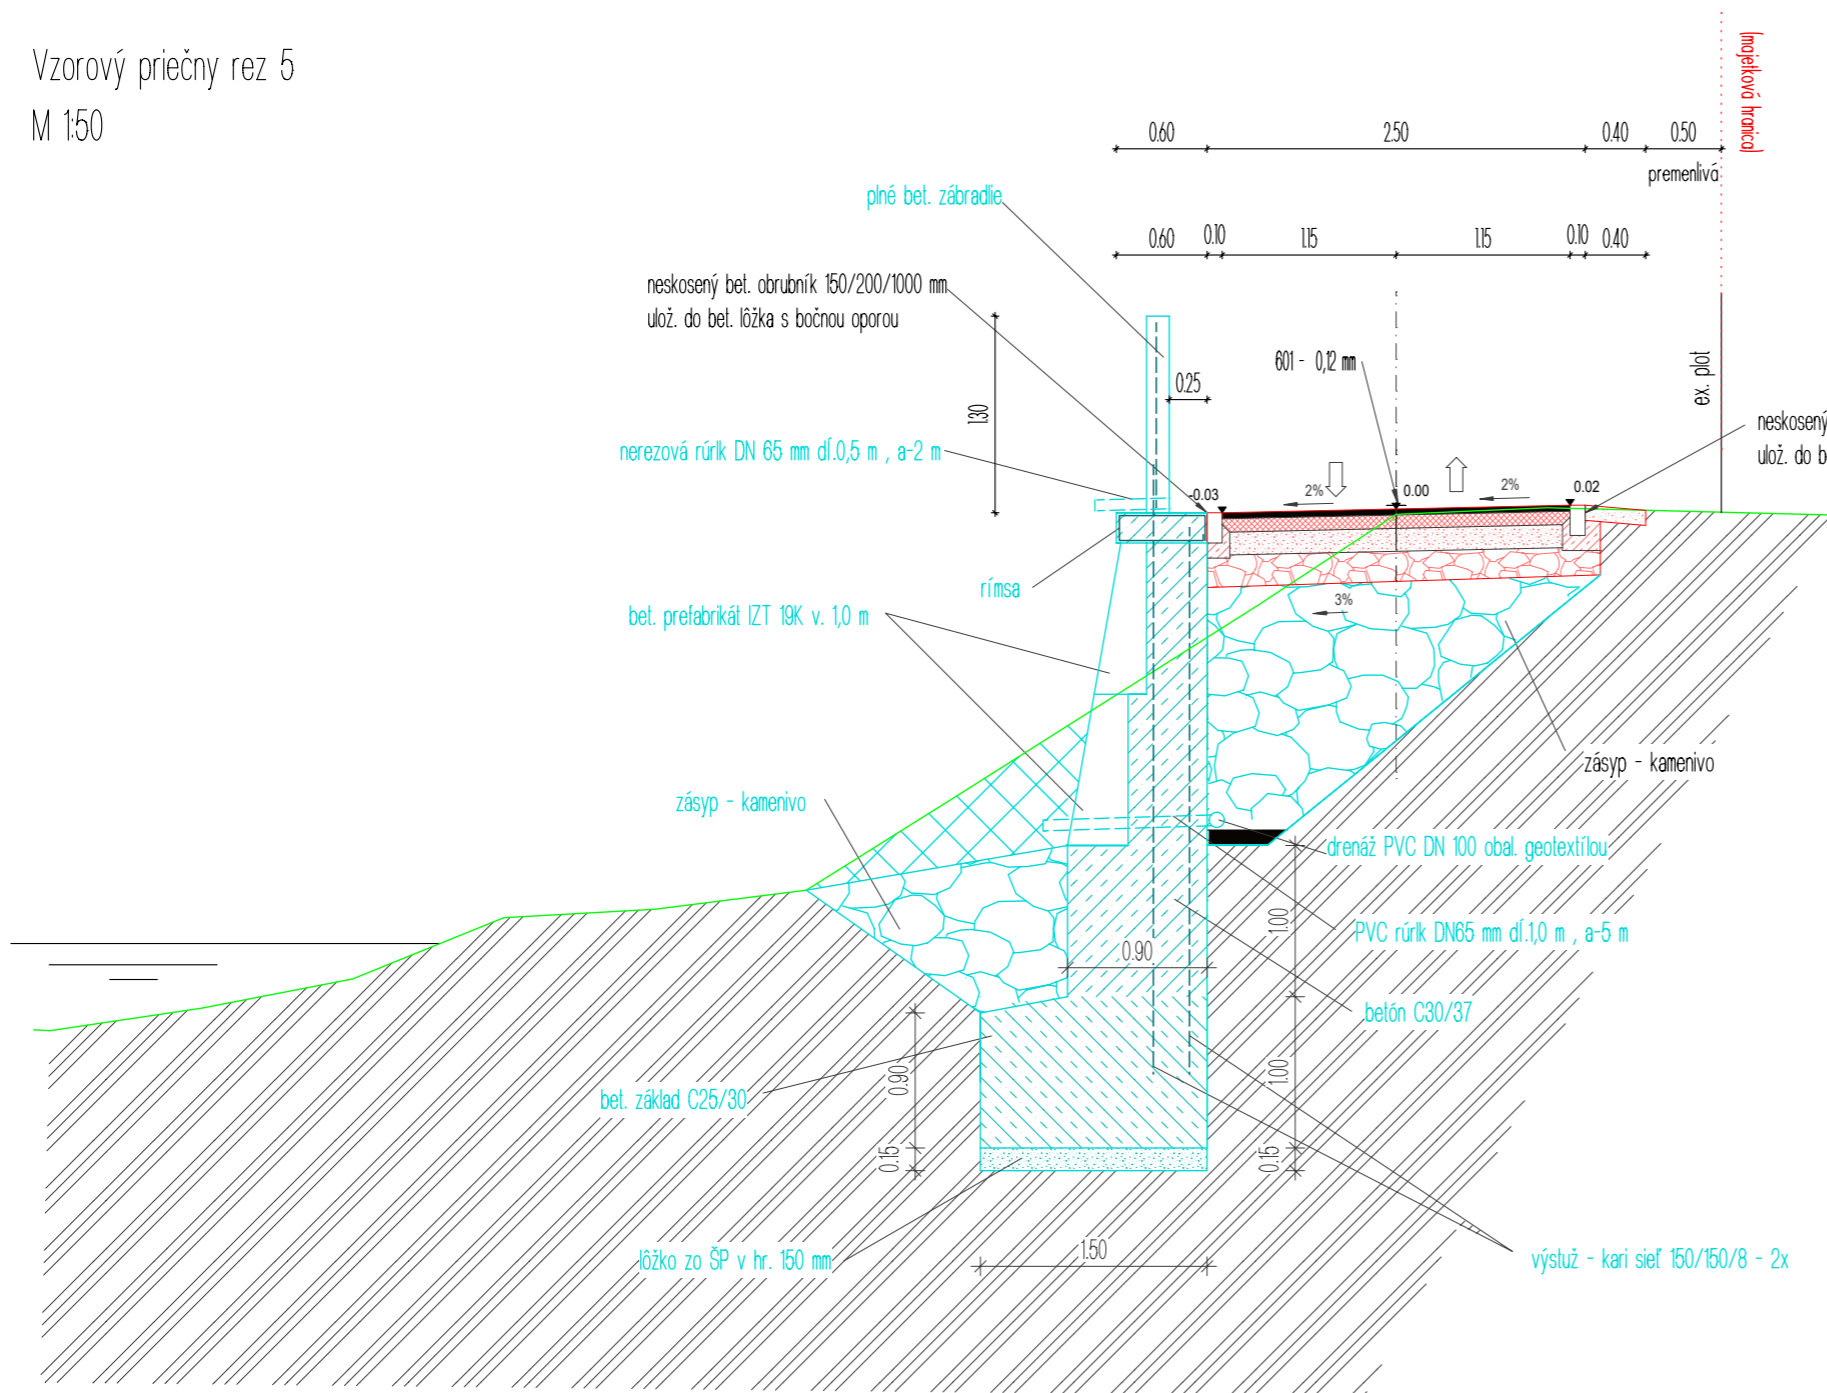 Vzorový priečny rez 5
M 1:50
(majetková hranica)
0.60
2.50
0.40
0.50
premenlivá
plné bet. zábradlie
0.60
0.10
1.15
1.15
0.10
0.40
neskosený bet. obrubník 150/200/1000 mm
ulož. do bet. lôžka s bočnou oporou
601 - 0,12 mm
ex. plot
0.25
1.30
neskosený
ulož. do b
nerezová rúrlk DN 65 mm dĺ.0,5 m , a-2 m
-0.03
2%
0.00
2%
0.02
rímsa
3%
bet. prefabrikát IZT 19K v. 1,0 m
zásyp - kamenivo
zásyp - kamenivo
drenáž PVC DN 100 obal. geotextílou
1.00
PVC rúrlk DN65 mm dĺ.1,0 m , a-5 m
0.90
betón C30/37
0.90
1.00
bet. základ C25/30
0.15
0.15
lôžko zo ŠP v hr. 150 mm
1.50
výstuž - kari sieť 150/150/8 - 2x